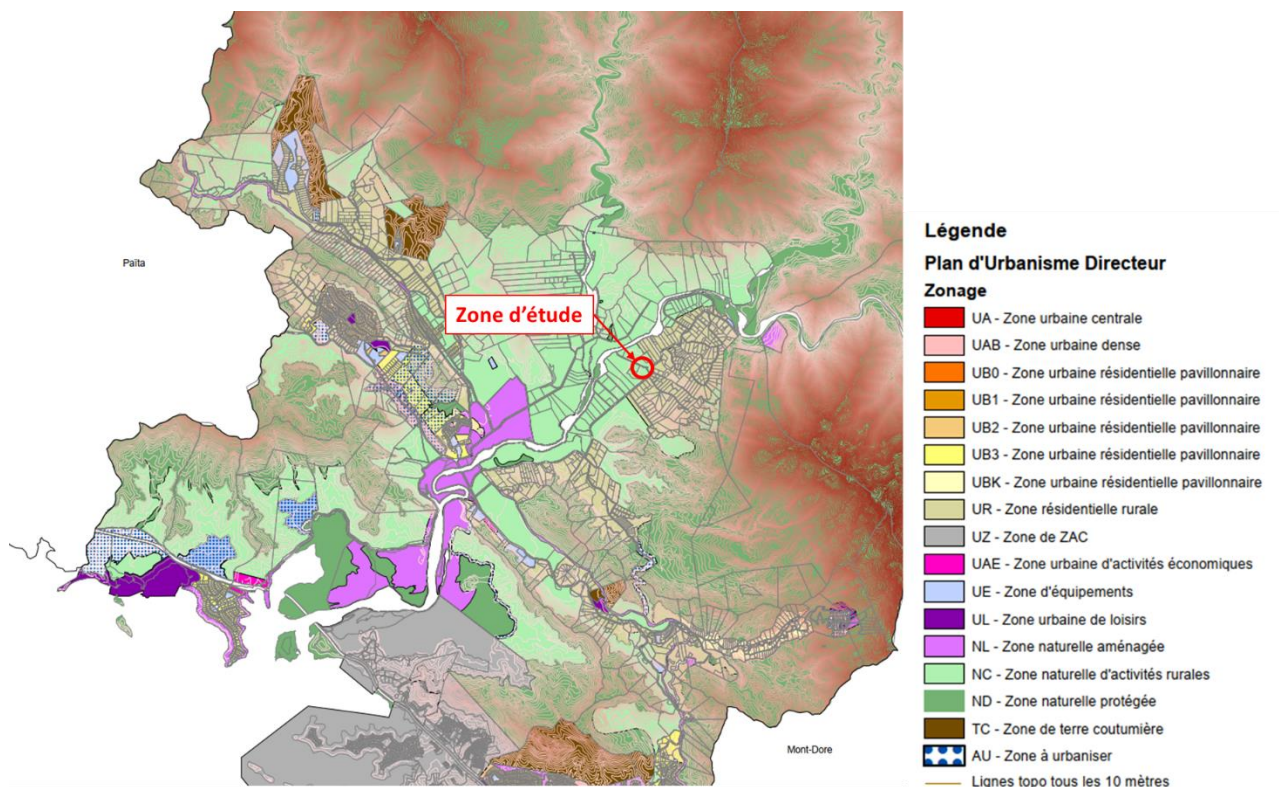 Païta
Zone d'étude
Mont-Dore
Légende
Plan d'Urbanisme Directeur
Zonage
UA - Zone urbaine centrale
UAB - Zone urbaine dense
UB0 - Zone urbaine résidentielle pavillonnaire
UB1 - Zone urbaine résidentielle pavillonnaire
UB2 - Zone urbaine résidentielle pavillonnaire
UB3 - Zone urbaine résidentielle pavillonnaire
UBK - Zone urbaine résidentielle pavillonnaire
UR - Zone résidentielle rurale
UZ - Zone de ZAC
UAE - Zone urbaine d'activités économiques
UE - Zone d'équipements
UL - Zone urbaine de loisirs
NL - Zone naturelle aménagée
NC - Zone naturelle d'activités rurales
ND - Zone naturelle protégée
TC - Zone de terre coutumière
AU - Zone à urbaniser
Lignes topo tous les 10 mètres